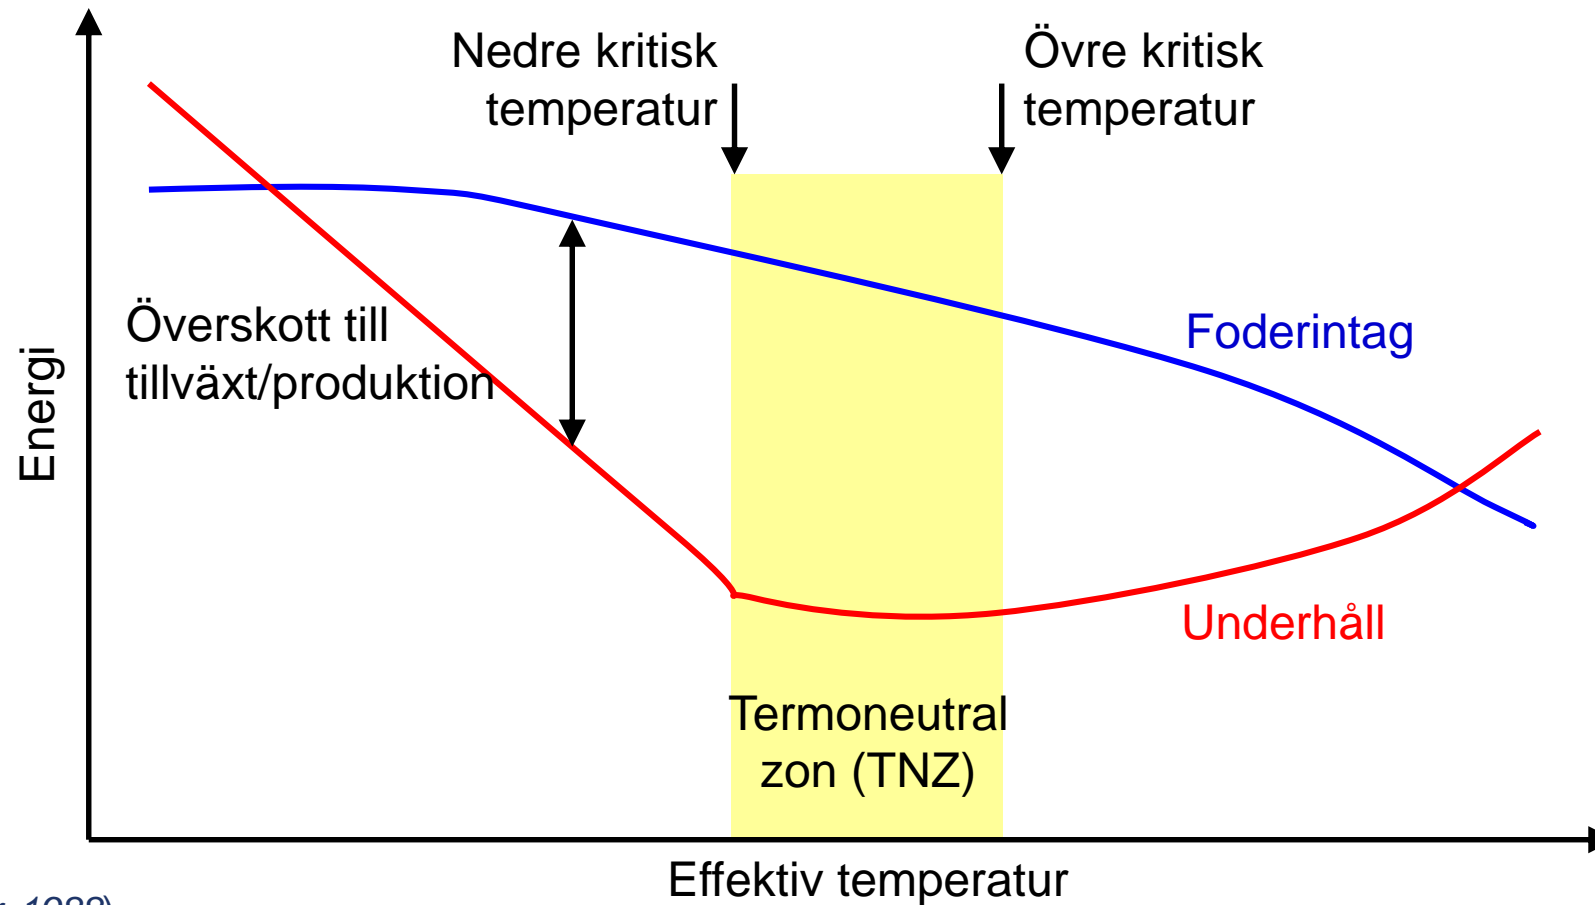 Nedre kritisk
temperatur
Övre kritisk
temperatur
Överskott till
tillväxt/produktion
Foderintag
Energi
Underhåll
Termoneutral
zon (TNZ)
Effektiv temperatur